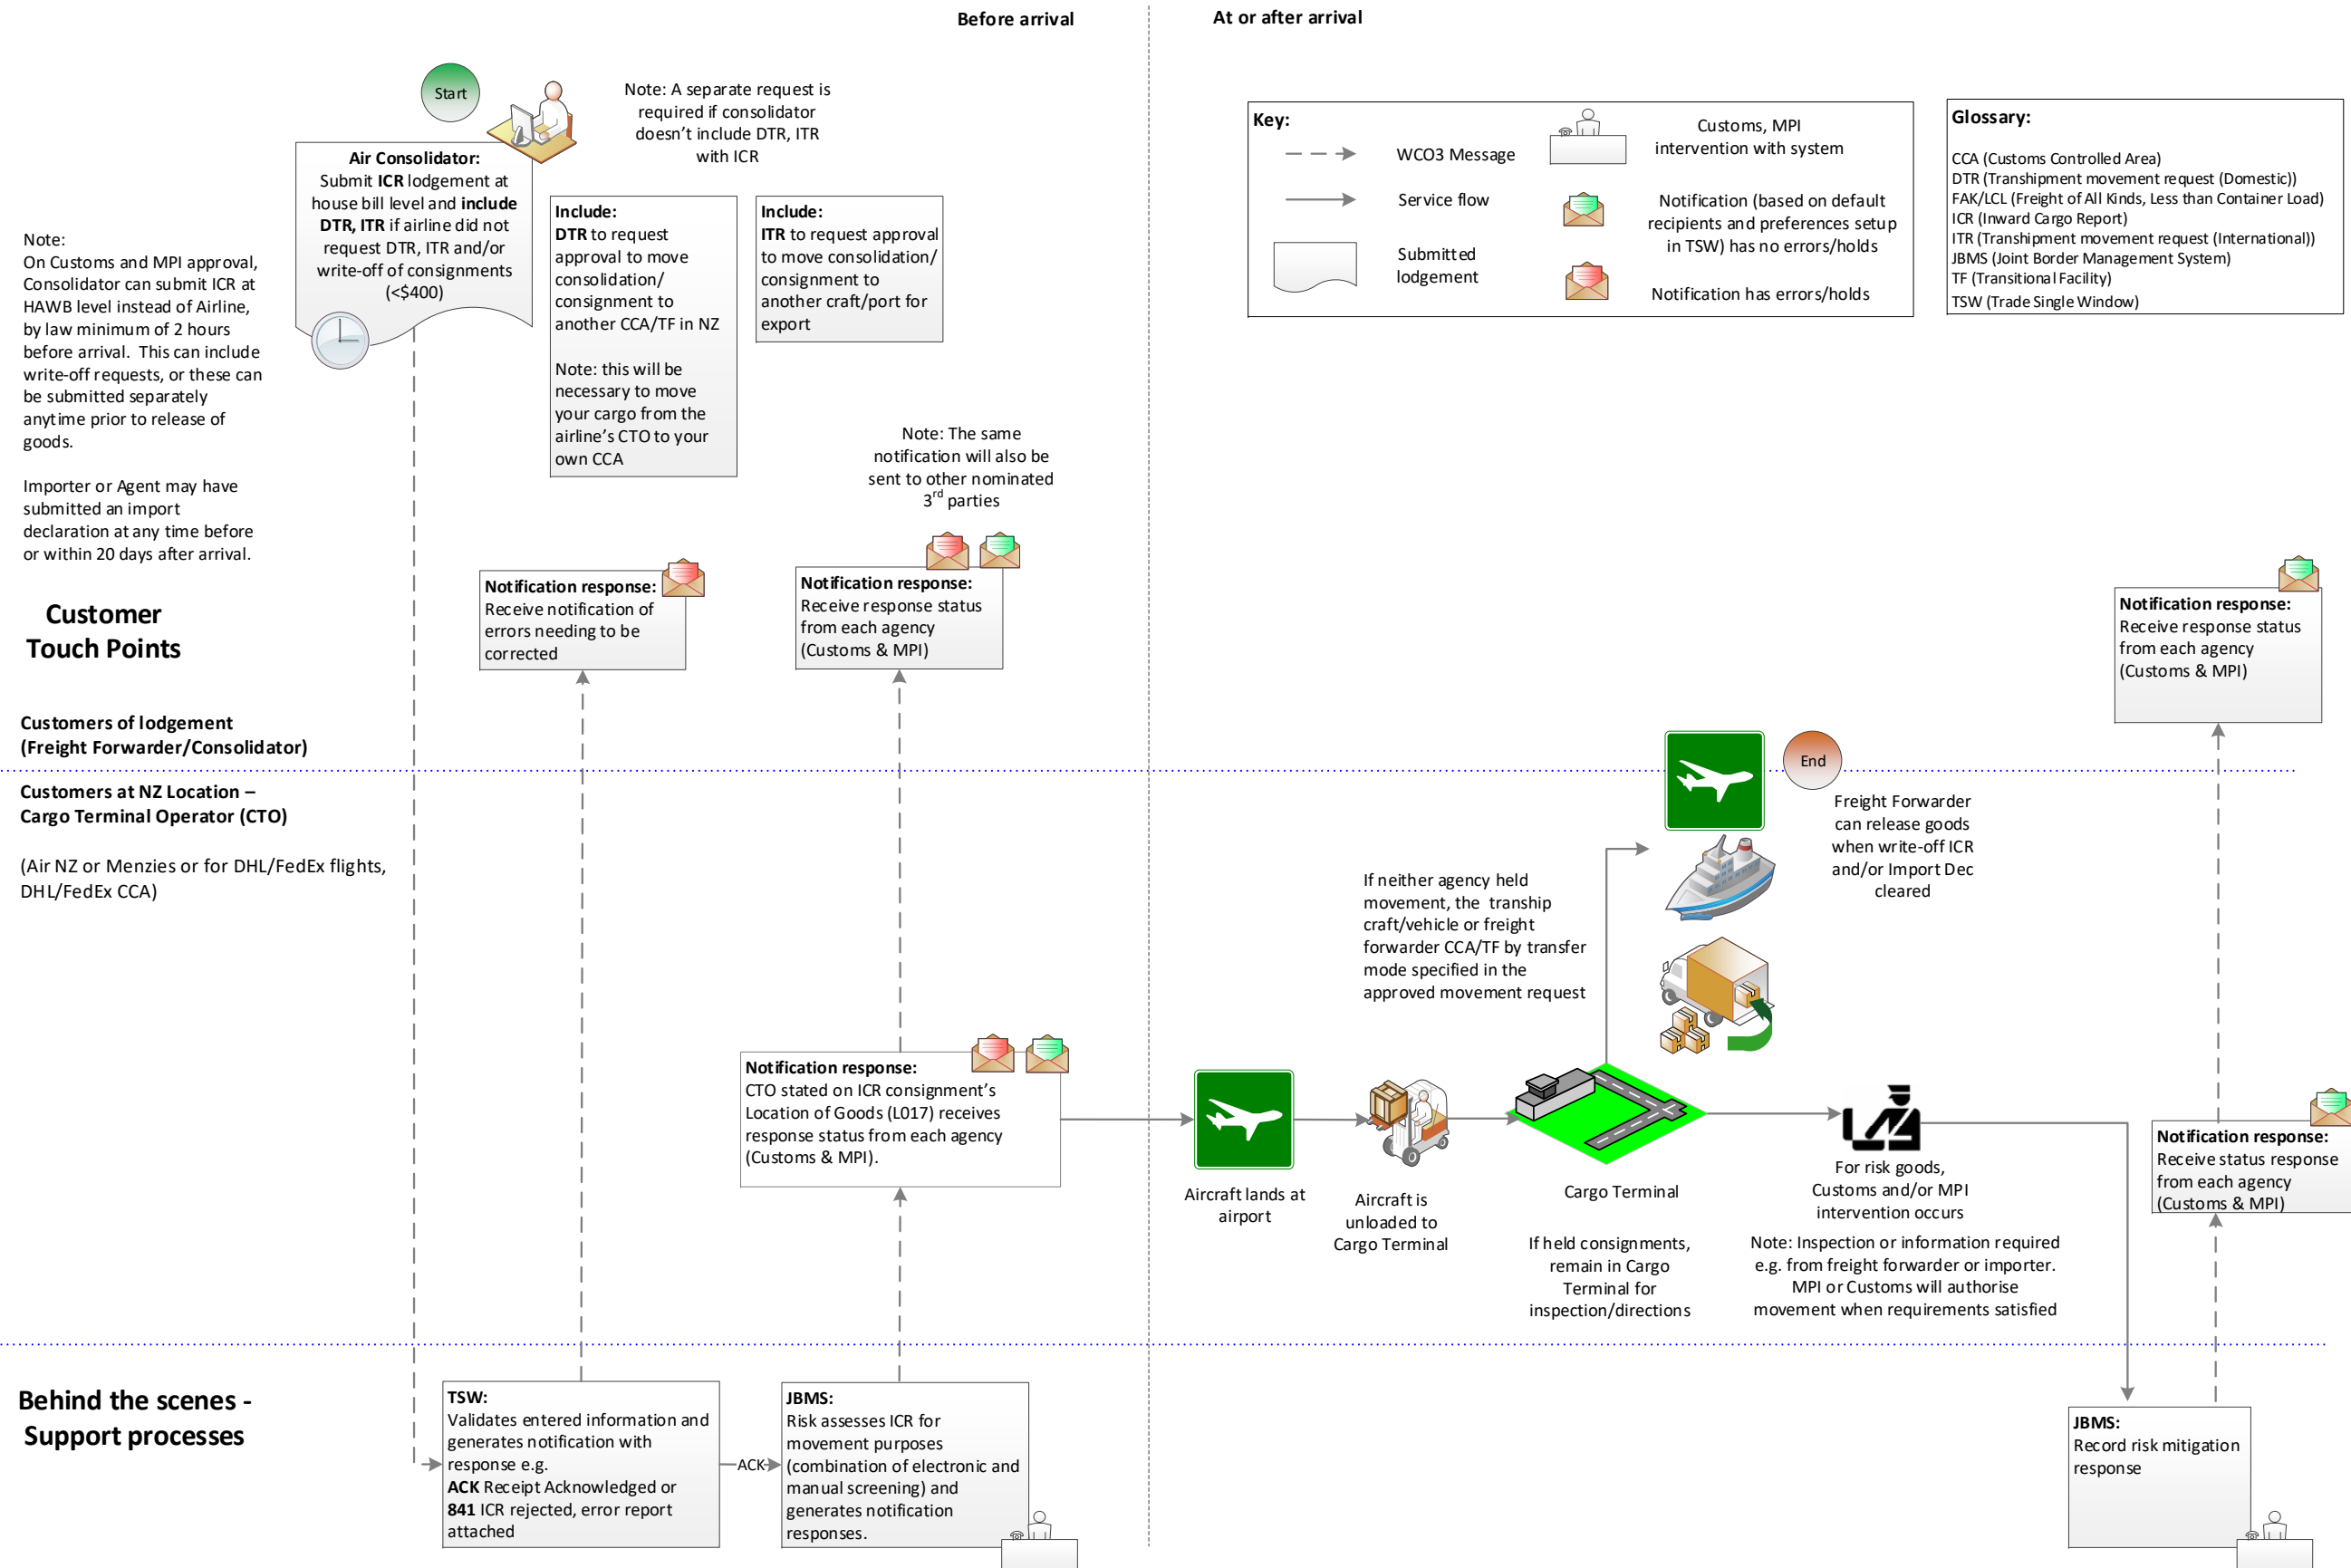 Before arrival
At or after arrival
Start
Note: A separate request is
required if consolidator
doesn't include DTR, ITR
with ICR
Air Consolidator:
Submit ICR lodgement at
house bill level and include
DTR, ITR if airline did not
request DTR, ITR and/or
write-off of consignments
(<$400)
Include:
DTR to request
approval to move
consolidation/
consignment to
another CCA/TF in NZ
Note: this will be
necessary to move
your cargo from the
airline's CTO to your
own CCA
Include:
ITR to request approval
to move consolidation/
consignment to
another craft/port for
export
Key:
WCO3 Message
Service flow
Submitted
lodgement
Customs, MPI
intervention with system
Notification (based on default
recipients and preferences setup
in TSW) has no errors/holds
Notification has errors/holds
Glossary:
CCA (Customs Controlled Area)
DTR (Transhipment movement request (Domestic))
FAK/LCL (Freight of All Kinds, Less than Container Load)
ICR (Inward Cargo Report)
ITR (Transhipment movement request (International))
JBMS (Joint Border Management System)
TF (Transitional Facility)
TSW (Trade Single Window)
Note:
On Customs and MPI approval,
Consolidator can submit ICR at
HAWB level instead of Airline,
by law minimum of 2 hours
before arrival. This can include
write-off requests, or these can
be submitted separately
anytime prior to release of
goods.
Importer or Agent may have
submitted an import
declaration at any time before
or within 20 days after arrival.
Note: The same
notification will also be
sent to other nominated
3rd parties
Customer
Touch Points
Notification response:
Receive notification of
errors needing to be
corrected
Notification response:
Receive response status
from each agency
(Customs & MPI)
Notification response:
Receive response status
from each agency
(Customs & MPI)
Customers of lodgement
(Freight Forwarder/Consolidator)
End
Customers at NZ Location –
Cargo Terminal Operator (CTO)
(Air NZ or Menzies or for DHL/FedEx flights,
DHL/FedEx CCA)
Freight Forwarder
can release goods
when write-off ICR
and/or Import Dec
cleared
If neither agency held
movement, the tranship
craft/vehicle or freight
forwarder CCA/TF by transfer
mode specified in the
approved movement request
Notification response:
CTO stated on ICR consignment's
Location of Goods (L017) receives
response status from each agency
(Customs & MPI).
Aircraft lands at
airport
Aircraft is
unloaded to
Cargo Terminal
Cargo Terminal
If held consignments,
remain in Cargo
Terminal for
inspection/directions
For risk goods,
Customs and/or MPI
intervention occurs
Note: Inspection or information required
e.g. from freight forwarder or importer.
MPI or Customs will authorise
movement when requirements satisfied
Notification response:
Receive status response
from each agency
(Customs & MPI)
Behind the scenes -
Support processes
TSW:
Validates entered information and
generates notification with
response e.g.
ACK Receipt Acknowledged or
841 ICR rejected, error report
attached
ACK
JBMS:
Risk assesses ICR for
movement purposes
(combination of electronic and
manual screening) and
generates notification
responses.
JBMS:
Record risk mitigation
response